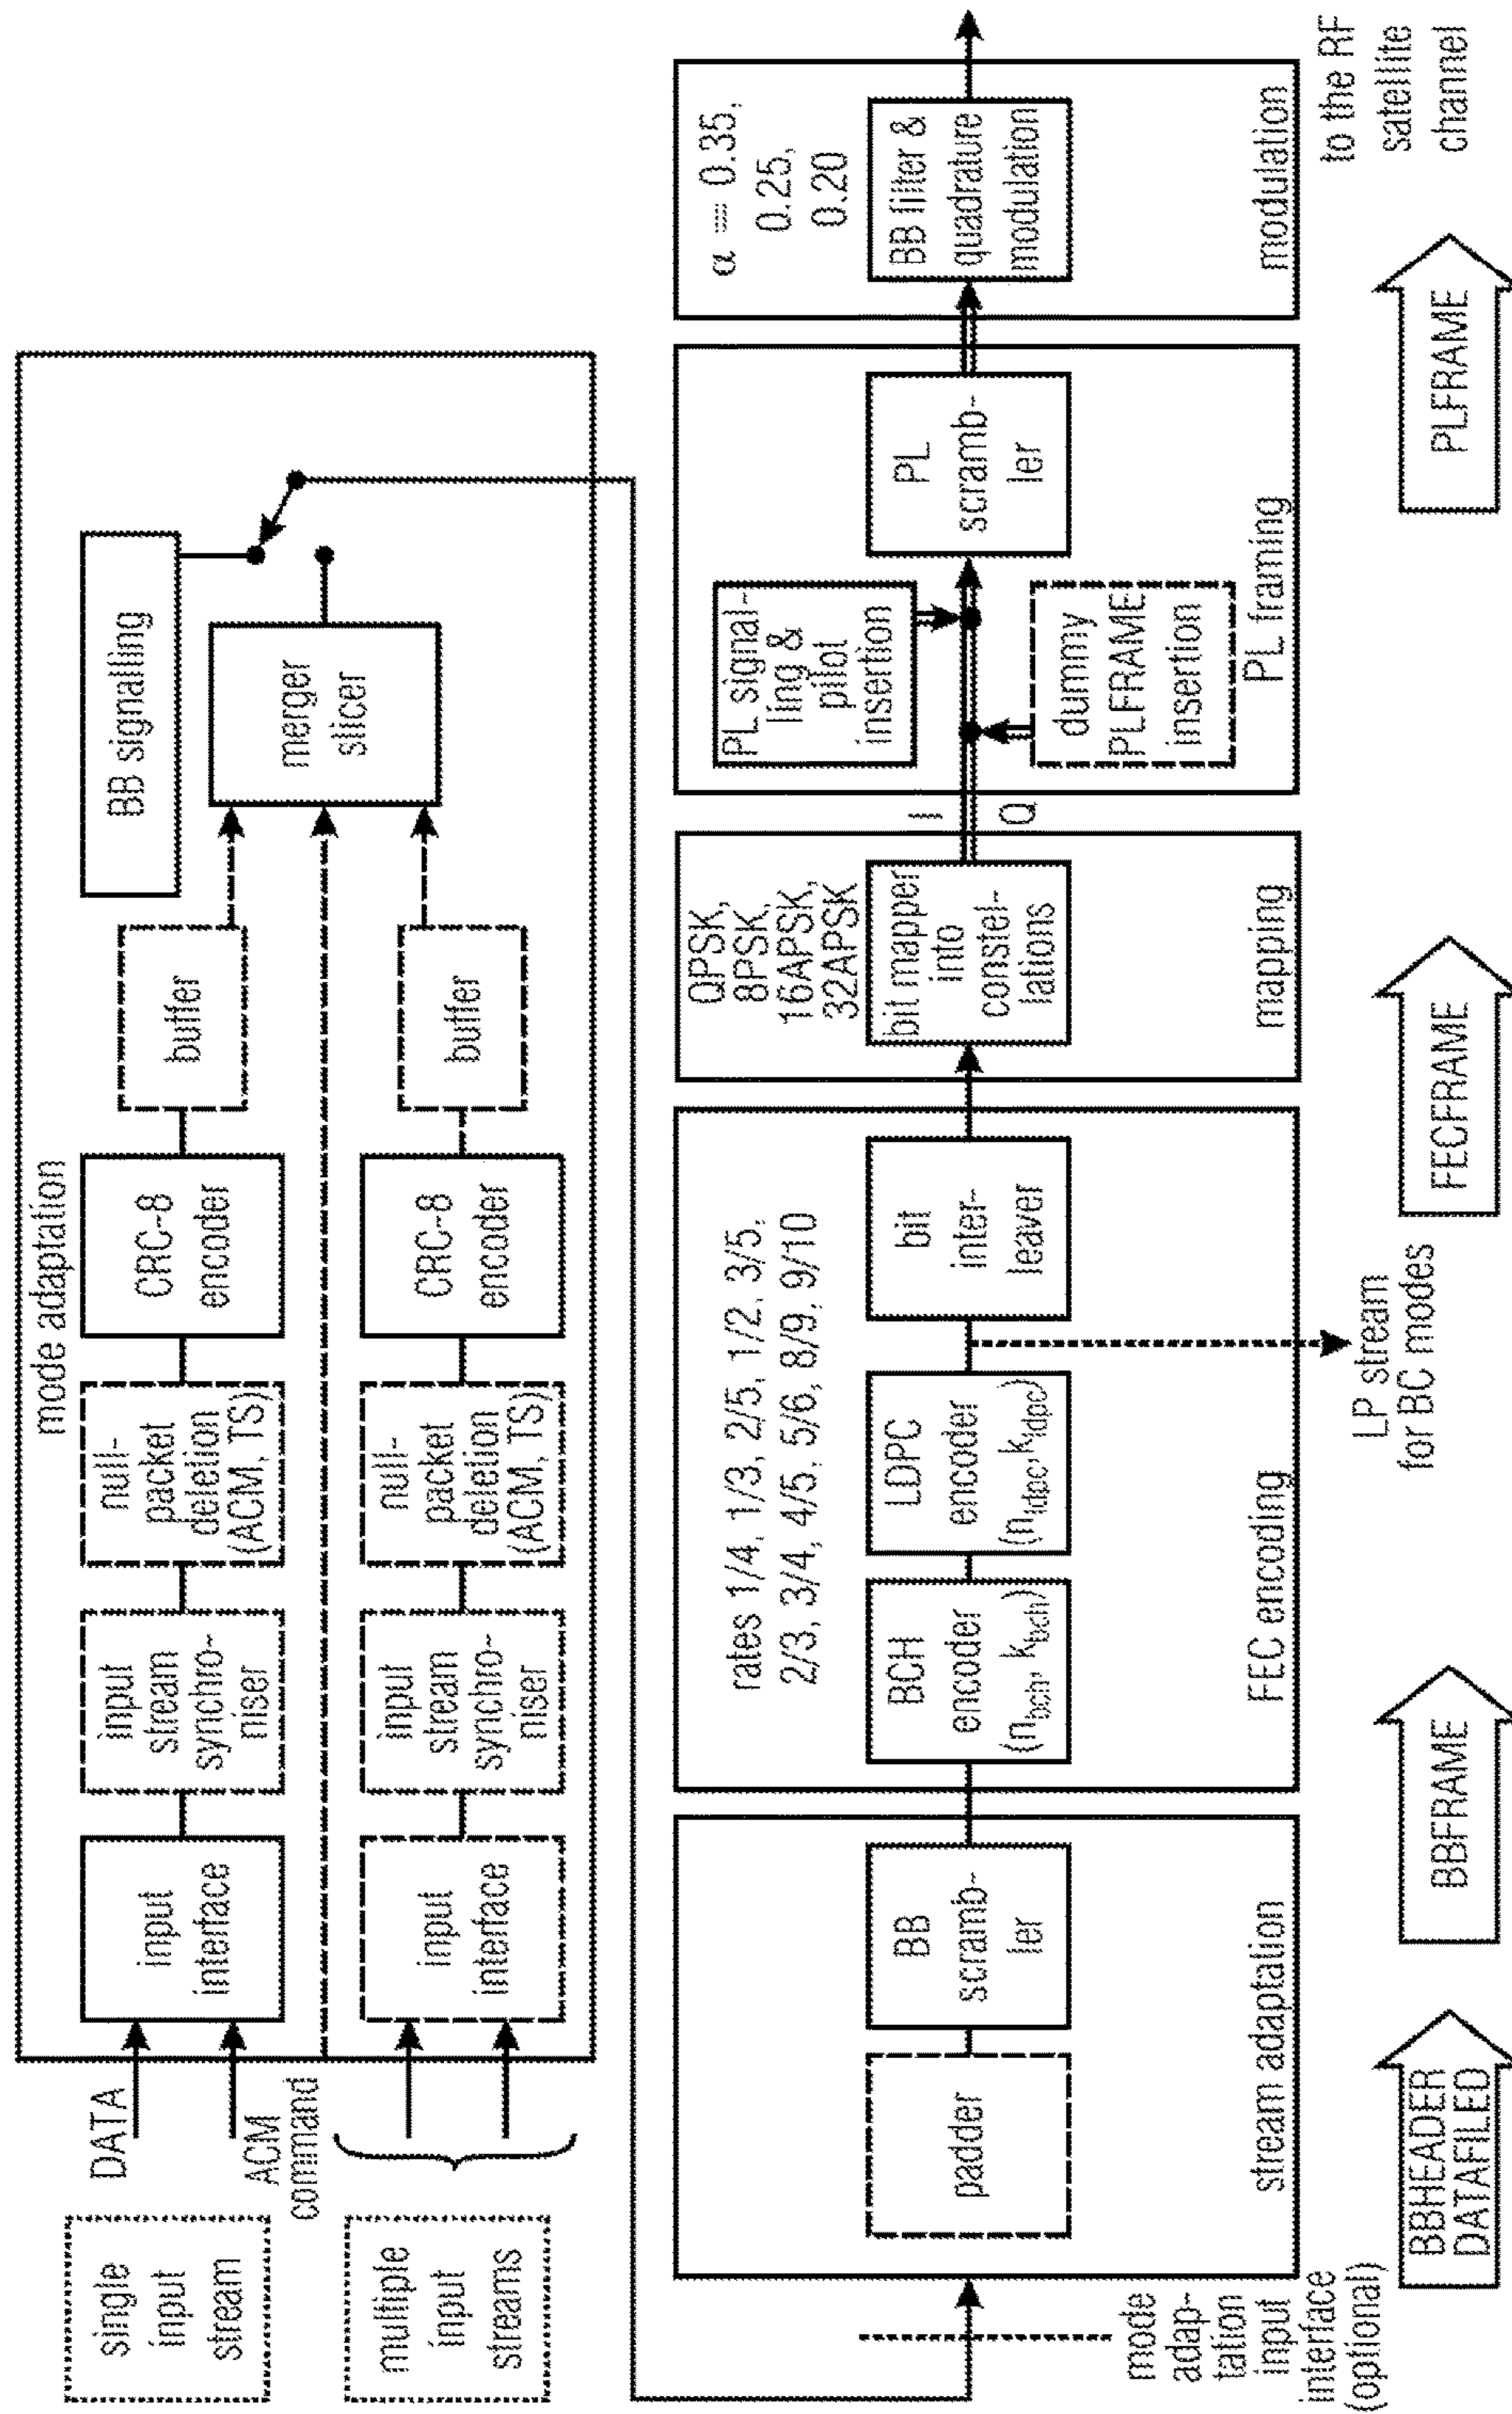 mode adaptation
single
input
stream
DATA
ACM
command
input
interface
input
stream
synchro-
niser
null-
packet
deletion
(ACM, TS)
CRC-8
encoder
buffer
BB signalling
merger
slicer
multiple
input
streams
input
interface
input
stream
synchro-
niser
null-
packet
deletion
(ACM, TS)
CRC-8
encoder
buffer
mode
adap-
tation
input
interface
(optional)
padder
BB
scramb-
ler
stream adaptation
rates 1/4, 1/3, 2/5, 1/2, 3/5,
2/3, 3/4, 4/5, 5/6, 8/9, 9/10
BCH
encoder
(nbch, kbch)
LDPC
encoder
(nldpc,kldpc)
bit
inter-
leaver
FEC encoding
LP stream
for BC modes
QPSK,
8PSK,
16APSK,
32APSK
bit mapper
into
constel-
lations
mapping
I
Q
PL signal-
ling &
pilot
insertion
dummy
PLFRAME
insertion
PL
scramb-
ler
PL framing
α = 0.35,
0.25,
0.20
BB filter &
quadrature
modulation
modulation
to the RF
satellite
channel
BBHEADER
DATAFILED
BBFRAME
FECFRAME
PLFRAME